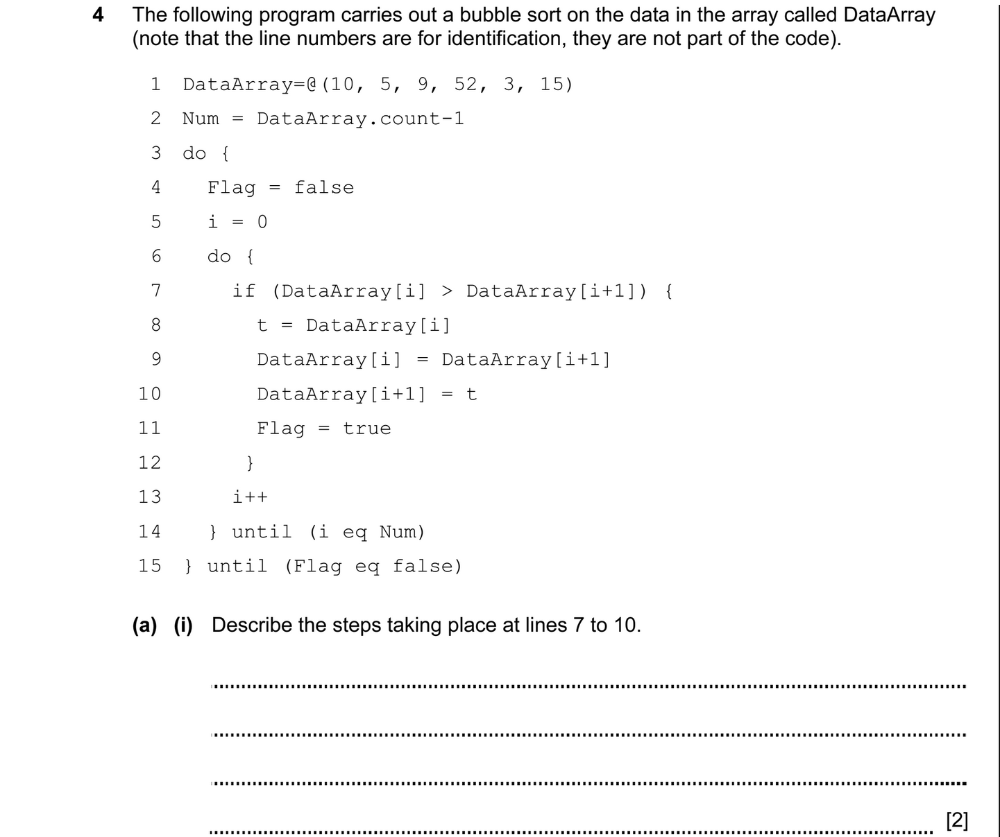 4 The following program carries out a bubble sort on the data in the array called DataArray
(note that the line numbers are for identification, they are not part of the code).
1 DataArray=@(10, 5, 9, 52, 3, 15)
2 Num = DataArray.count-1
3 do {
4 Flag = false
5 i = 0
6 do {
7 if (DataArray[i] > DataArray[i+1]) {
8 t = DataArray[i]
9 DataArray[i] = DataArray[i+1]
10 DataArray[i+1] = t
11 Flag = true
12 }
13 i++
14 } until (i eq Num)
15 } until (Flag eq false)
(a) (i) Describe the steps taking place at lines 7 to 10.
[2]